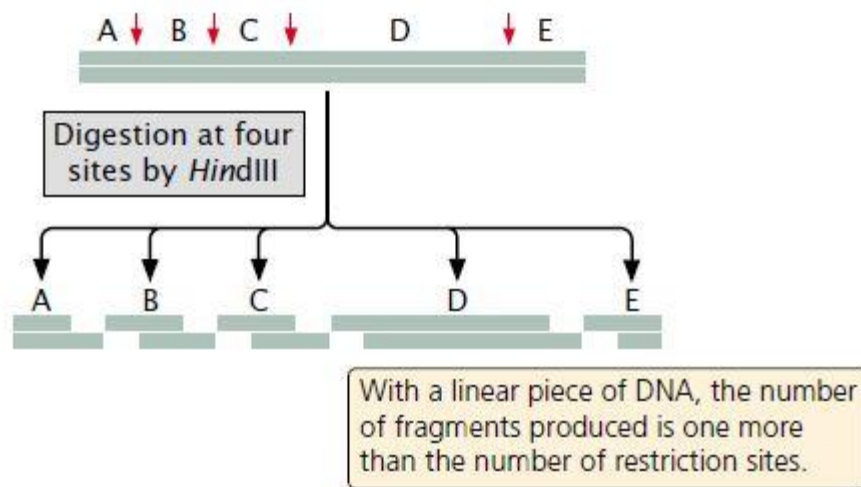 A B C D E
Digestion at four
sites by HindIII
A B C D E
With a linear piece of DNA, the number
of fragments produced is one more
than the number of restriction sites.